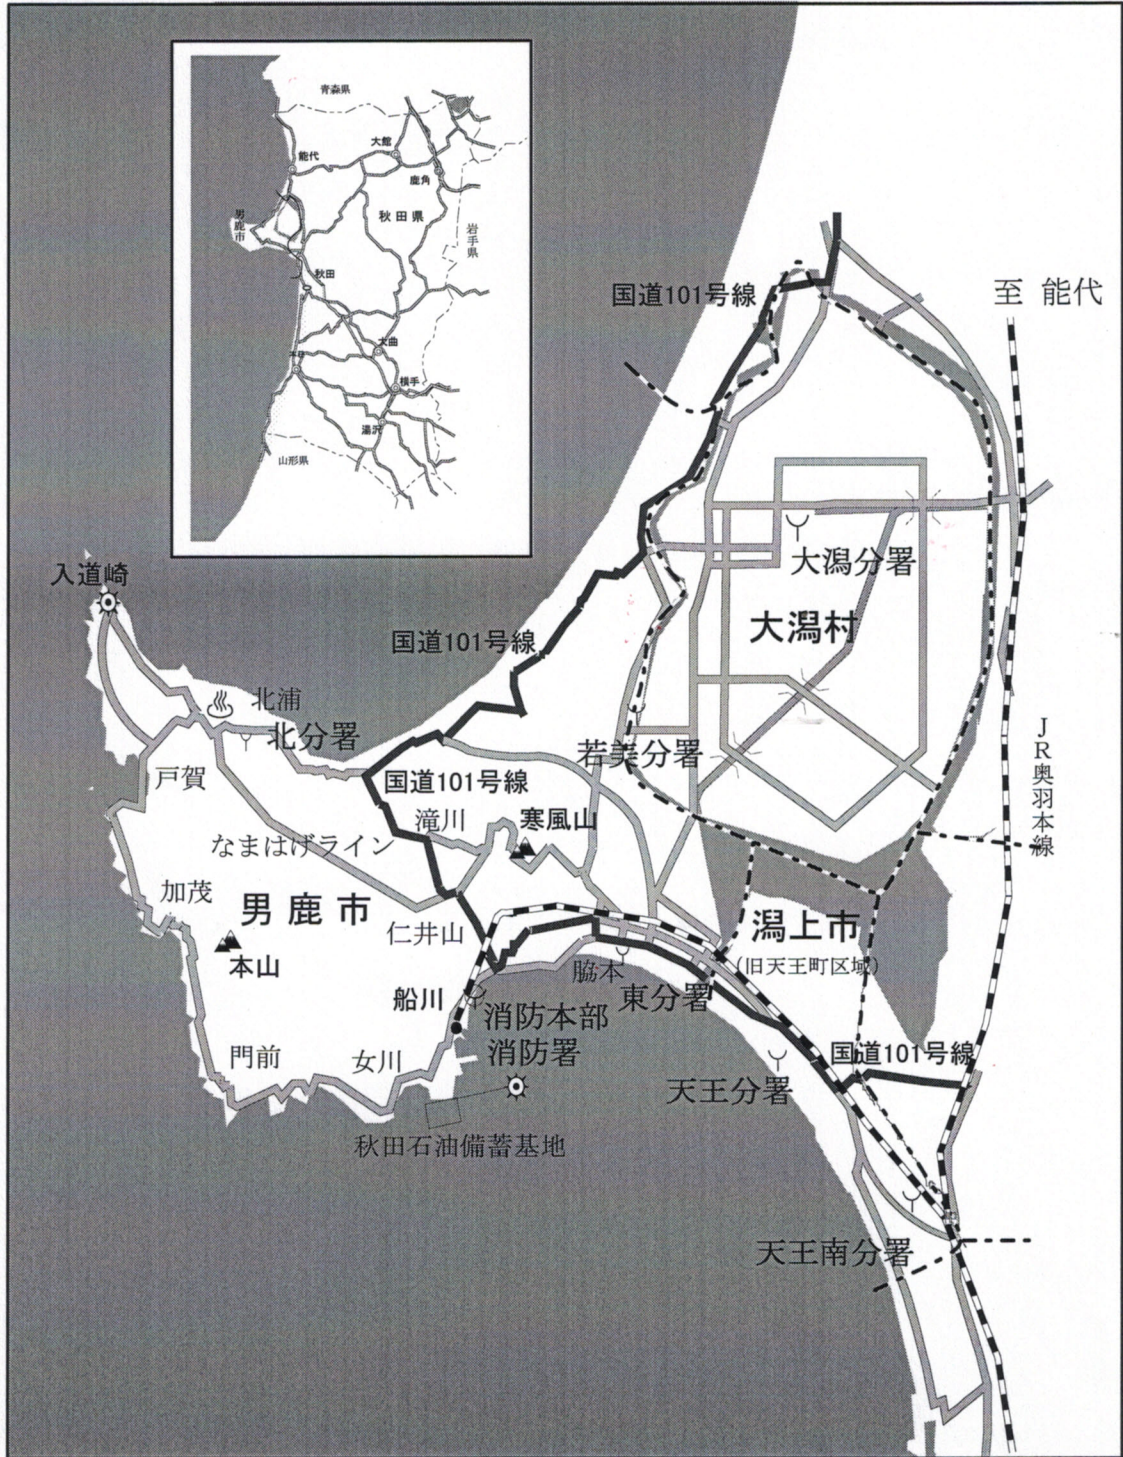 青森県
大館
能代
鹿角
秋田県
男鹿市
岩手県
秋田
大曲
横手
湯沢
山形県
国道101号線
至 能代
大潟分署
入道崎
大潟村
国道101号線
北浦
北分署
若美分署
JR奥羽本線
戸賀
国道101号線
滝川
寒風山
なまはげライン
加茂
男鹿市
仁井山
潟上市
(旧天王町区域)
本山
脇本
船川
東分署
消防本部
消防署
門前
女川
国道101号線
天王分署
秋田石油備蓄基地
天王南分署